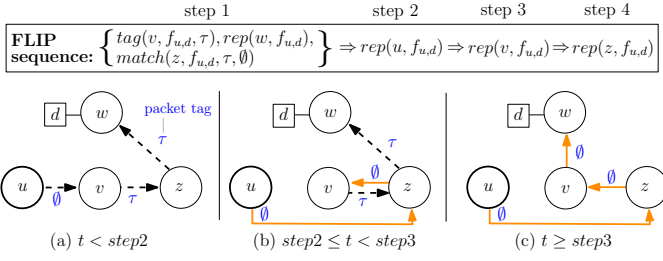 step 1 step 2 step 3 step 4
FLIP sequence: { tag(v, f_{u,d}, τ), rep(w, f_{u,d}),
match(z, f_{u,d}, τ, ∅) } ⇒ rep(u, f_{u,d}) ⇒ rep(v, f_{u,d}) ⇒ rep(z, f_{u,d})
d w packet tag τ
u ∅ v τ z
(a) t < step2
d w τ
u ∅ v ∅ τ z
(b) step2 ≤ t < step3
d w ∅
u ∅ v ∅ z
(c) t ≥ step3